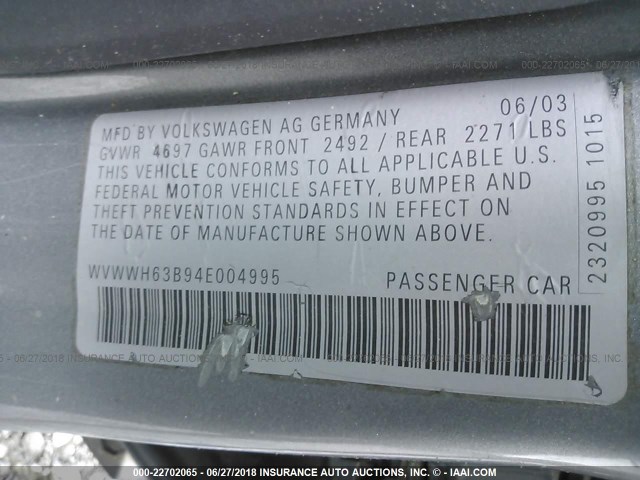 06/03
MFD BY VOLKSWAGEN AG GERMANY
GVWR 4697 GAWR FRONT 2492 / REAR 2271 LBS
THIS VEHICLE CONFORMS TO ALL APPLICABLE U.S.
FEDERAL MOTOR VEHICLE SAFETY, BUMPER AND
THEFT PREVENTION STANDARDS IN EFFECT ON
THE DATE OF MANUFACTURE SHOWN ABOVE.
WVWWH63B94E004995 PASSENGER CAR
2320995 1015
000-22702065 - 06/27/2018 INSURANCE AUTO AUCTIONS, INC. - © - WWW.IAAI.COM